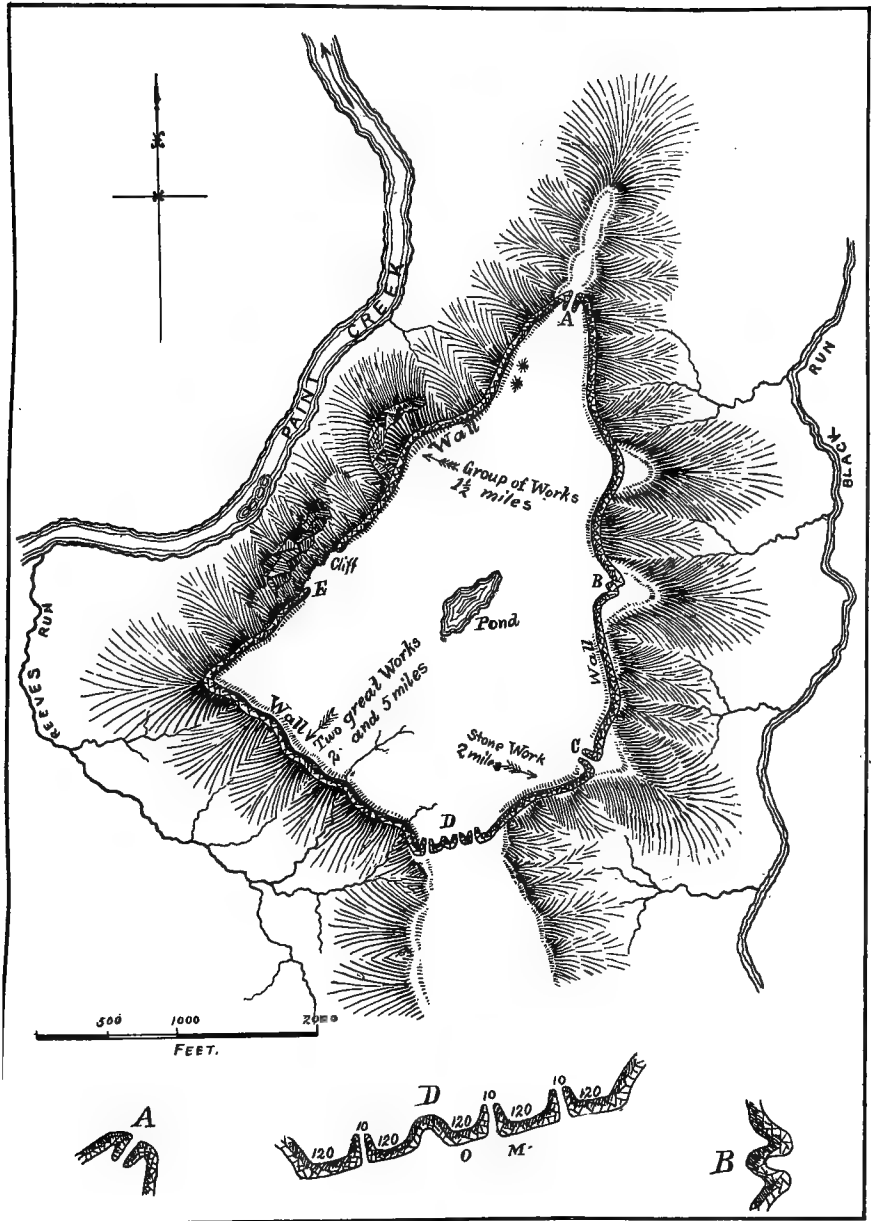 PAINT CREEK
A
RUN
BLACK
Wall
Group of Works
1½ miles
Cliff
E
B
Pond
REEVES RUN
Wall
Two great Works
2 and 5 miles
Wall
Stone Work
2 miles
C
D
500 1000 2000
FEET.
A
D
120 10 120 120 10 120 10 120
O M
B